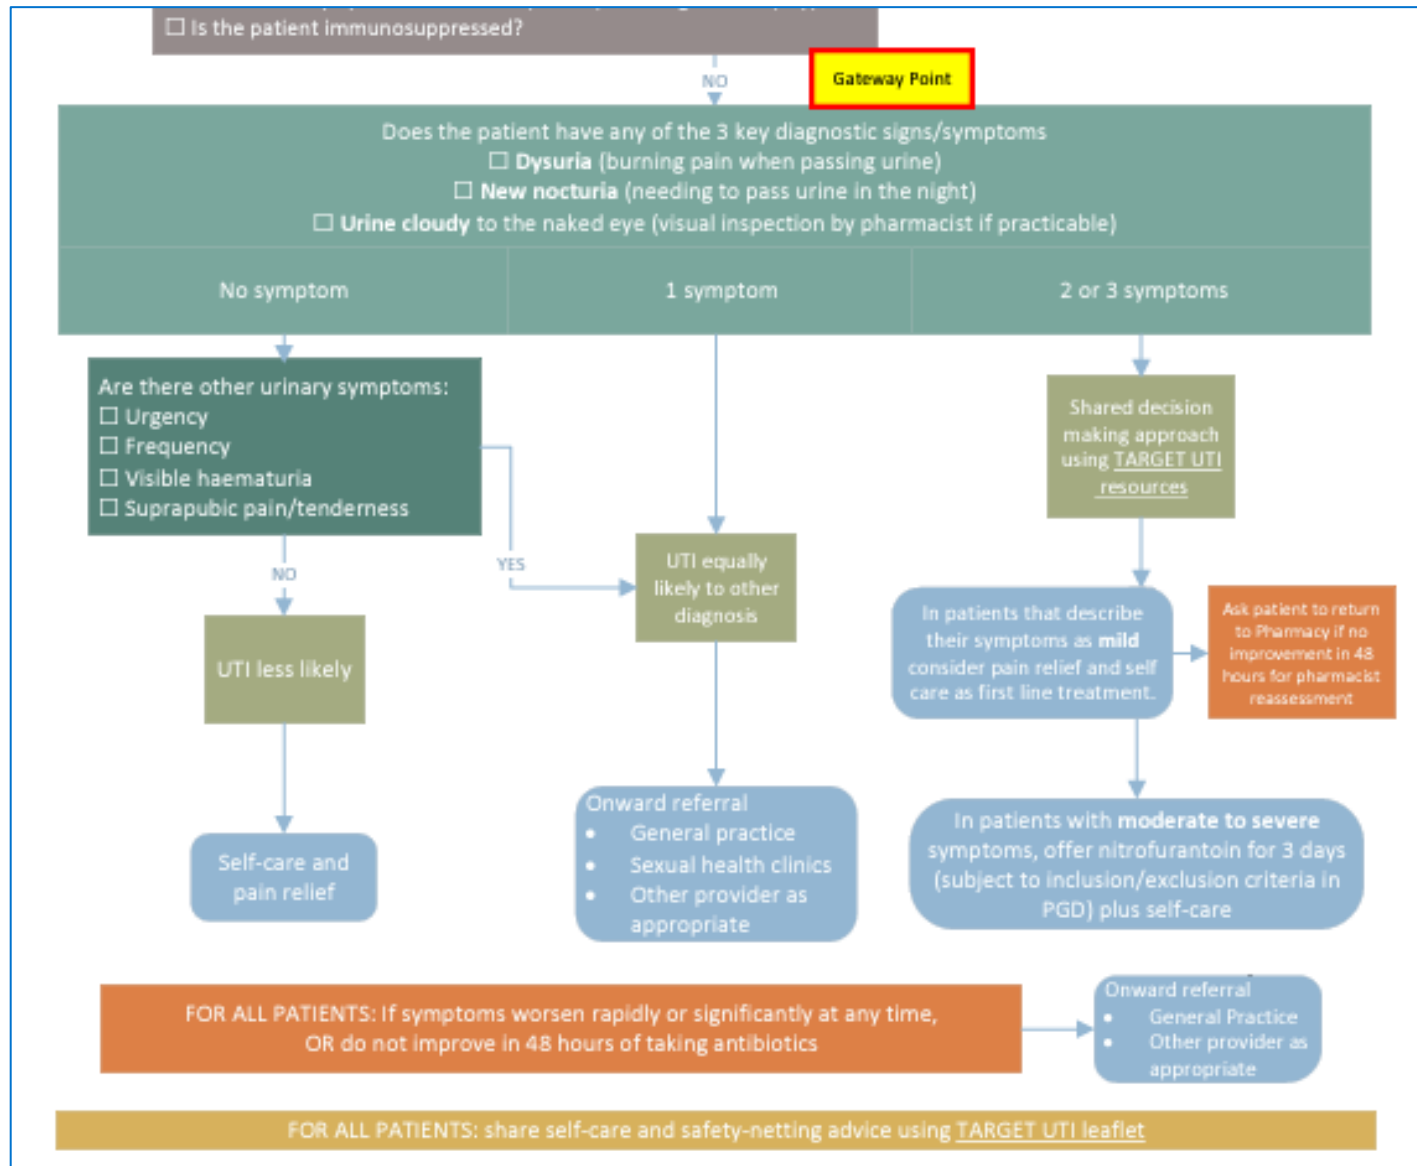 ☐ Is the patient immunosuppressed?
NO
Gateway Point
Does the patient have any of the 3 key diagnostic signs/symptoms
☐ Dysuria (burning pain when passing urine)
☐ New nocturia (needing to pass urine in the night)
☐ Urine cloudy to the naked eye (visual inspection by pharmacist if practicable)
No symptom
1 symptom
2 or 3 symptoms
Are there other urinary symptoms:
☐ Urgency
☐ Frequency
☐ Visible haematuria
☐ Suprapubic pain/tenderness
Shared decision
making approach
using TARGET UTI
resources
YES
NO
UTI equally
likely to other
diagnosis
UTI less likely
In patients that describe
their symptoms as mild
consider pain relief and self
care as first line treatment.
Ask patient to return
to Pharmacy if no
improvement in 48
hours for pharmacist
reassessment
Self-care and
pain relief
Onward referral
• General practice
• Sexual health clinics
• Other provider as
appropriate
In patients with moderate to severe
symptoms, offer nitrofurantoin for 3 days
(subject to inclusion/exclusion criteria in
PGD) plus self-care
FOR ALL PATIENTS: If symptoms worsen rapidly or significantly at any time,
OR do not improve in 48 hours of taking antibiotics
Onward referral
• General Practice
• Other provider as
appropriate
FOR ALL PATIENTS: share self-care and safety-netting advice using TARGET UTI leaflet